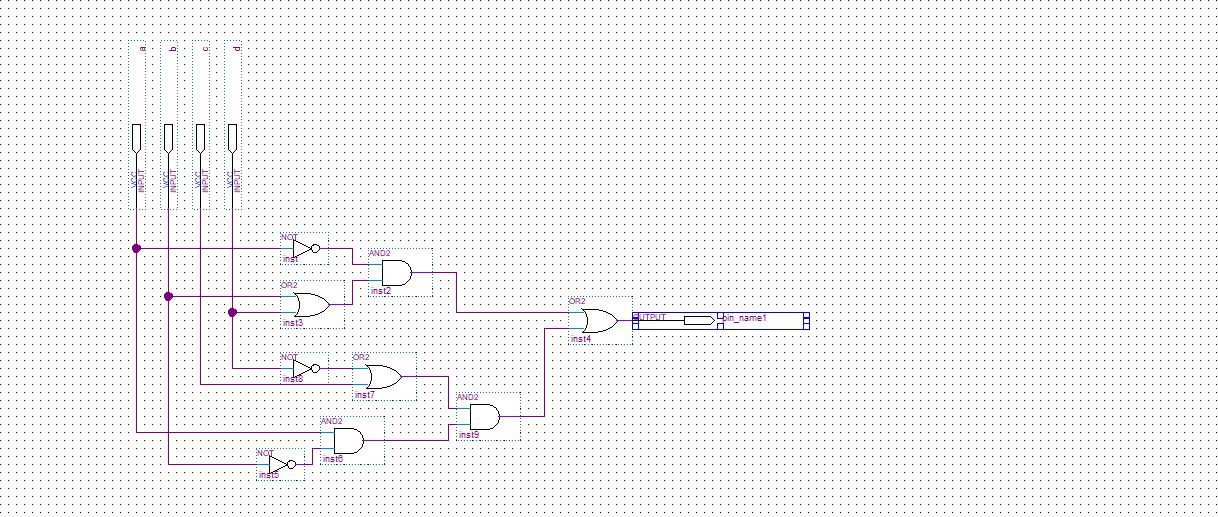 a
b
c
d
VCC
INPUT
VCC
INPUT
VCC
INPUT
VCC
INPUT
NOT
inst
AND2
inst2
OR2
inst3
OR2
inst4
UTPUT
pin_name1
NOT
inst8
OR2
inst7
AND2
inst9
AND2
inst6
NOT
inst5